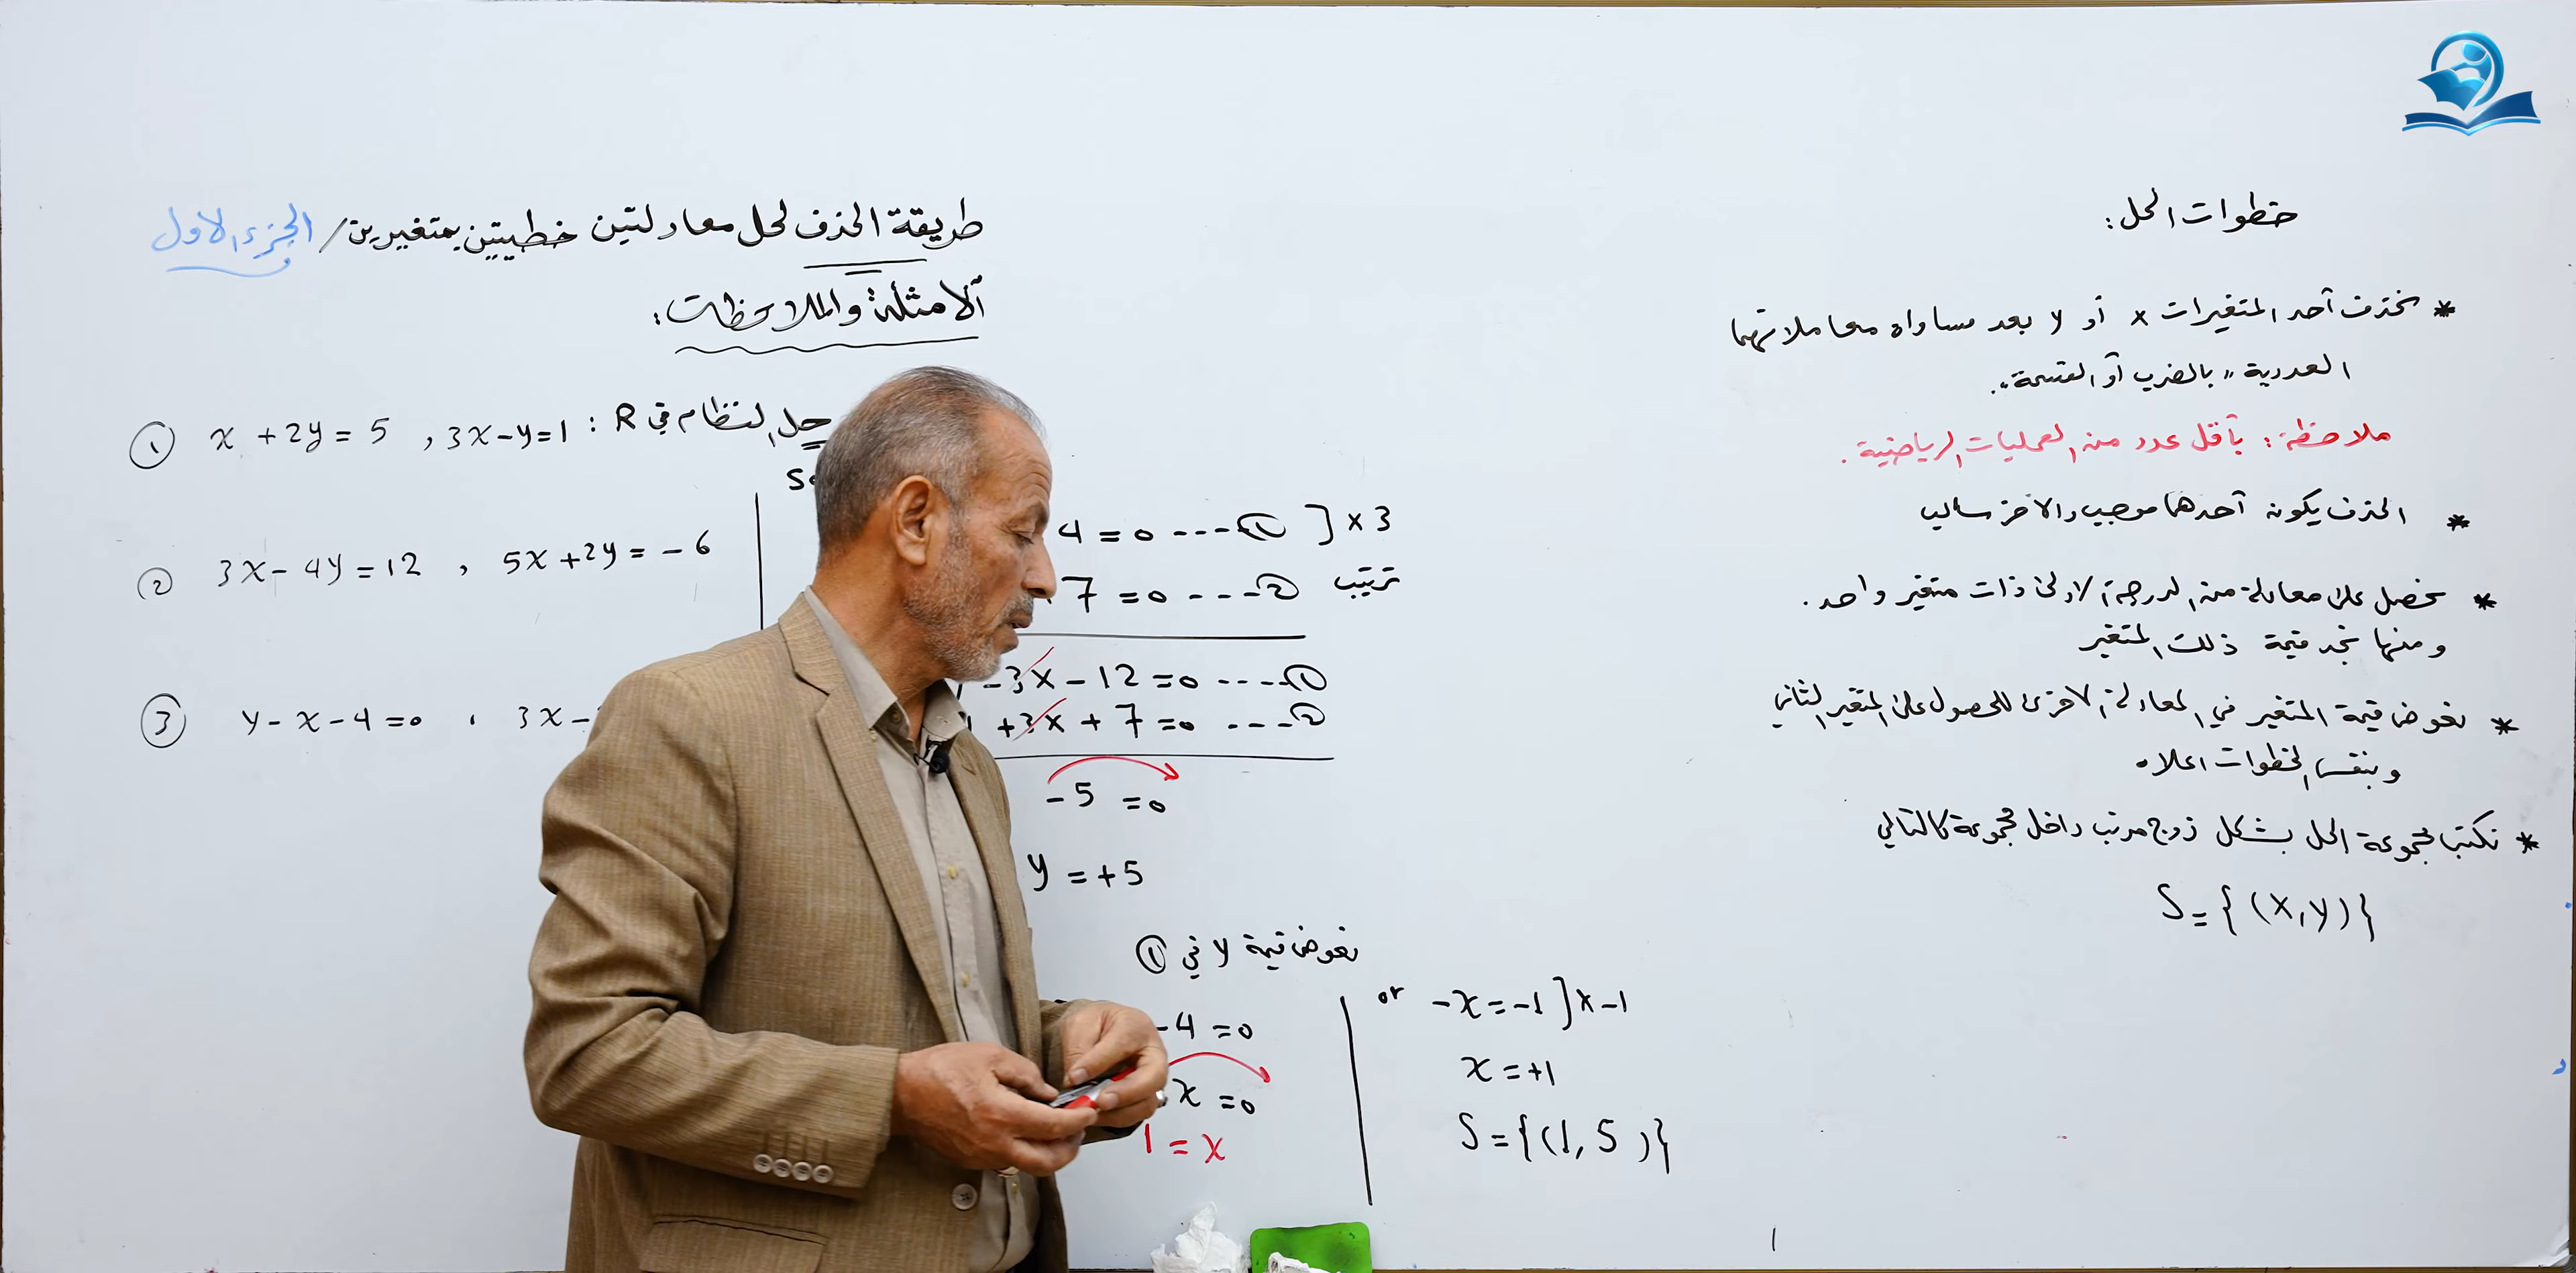 خطوات الحل:
* نحذف أحد المتغيرات x أو y بعد مساواة معاملاتهما
العددية "بالضرب أو القسمة".
ملاحظة: بأقل عدد من العمليات الرياضية.
* الحذف يكون أحدهما موجب والاخر سالب
* نحصل على معادلة من الدرجة الاولى ذات متغير واحد.
ومنها نجد قيمة ذلك المتغير
* نعوض قيمة المتغير في المعادلة الاخرى للحصول على المتغير الثاني
وبنفس الخطوات اعلاه
* نكتب مجموعة الحل بشكل زوج مرتب داخل مجموعة كالتالي
S = {(x, y)}
طريقة الحذف لحل معادلتين خطيتين بمتغيرين / الجزء الاول
الامثلة والملاحظات:
حل النظام في R :
① x + 2y = 5 , 3x - y = 1
② 3x - 4y = 12 , 5x + 2y = -6
③ y - x - 4 = 0 , 3x -
4 = 0 ---- ① ] x 3
7 = 0 ---- ② ترتيب
-3x - 12 = 0 ---- ①
+3x + 7 = 0 ---- ②
-5 = 0
y = +5
نعوض قيمة y في ①
-4 = 0
x = 0
1 = x
or -x = -1 ] x -1
x = +1
S = {(1, 5)}